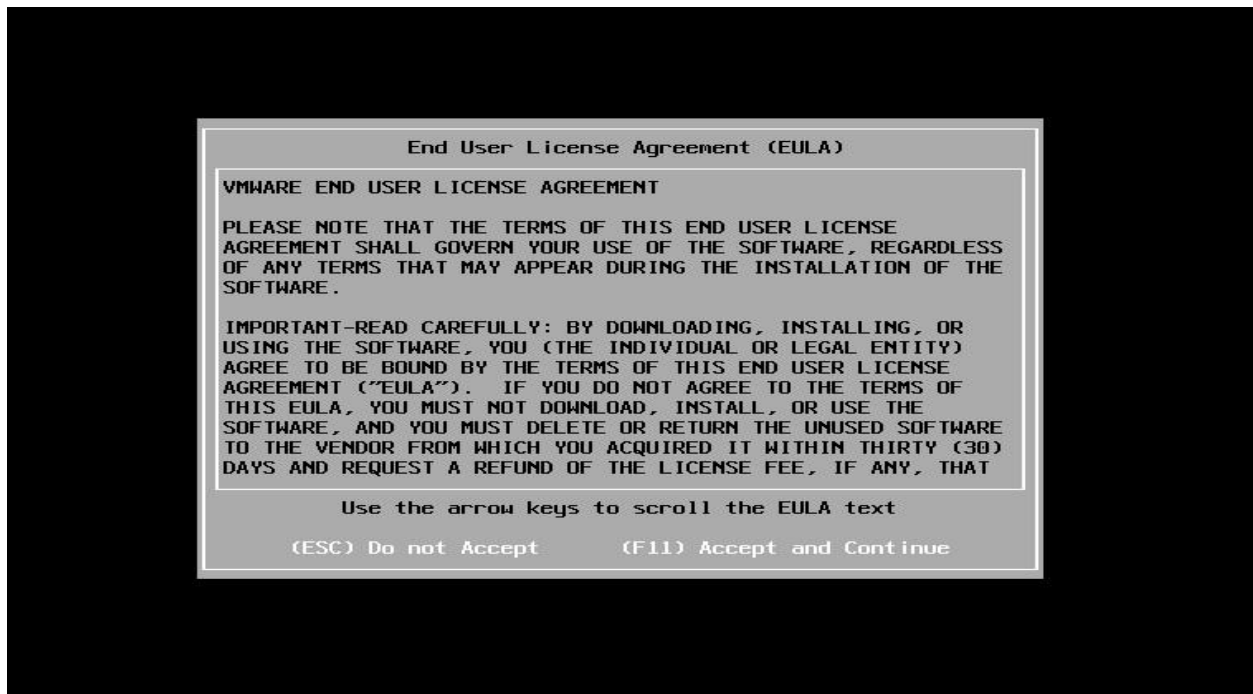 End User License Agreement (EULA)
VMWARE END USER LICENSE AGREEMENT
PLEASE NOTE THAT THE TERMS OF THIS END USER LICENSE
AGREEMENT SHALL GOVERN YOUR USE OF THE SOFTWARE, REGARDLESS
OF ANY TERMS THAT MAY APPEAR DURING THE INSTALLATION OF THE
SOFTWARE.
IMPORTANT-READ CAREFULLY: BY DOWNLOADING, INSTALLING, OR
USING THE SOFTWARE, YOU (THE INDIVIDUAL OR LEGAL ENTITY)
AGREE TO BE BOUND BY THE TERMS OF THIS END USER LICENSE
AGREEMENT ("EULA").  IF YOU DO NOT AGREE TO THE TERMS OF
THIS EULA, YOU MUST NOT DOWNLOAD, INSTALL, OR USE THE
SOFTWARE, AND YOU MUST DELETE OR RETURN THE UNUSED SOFTWARE
TO THE VENDOR FROM WHICH YOU ACQUIRED IT WITHIN THIRTY (30)
DAYS AND REQUEST A REFUND OF THE LICENSE FEE, IF ANY, THAT
Use the arrow keys to scroll the EULA text
(ESC) Do not Accept (F11) Accept and Continue